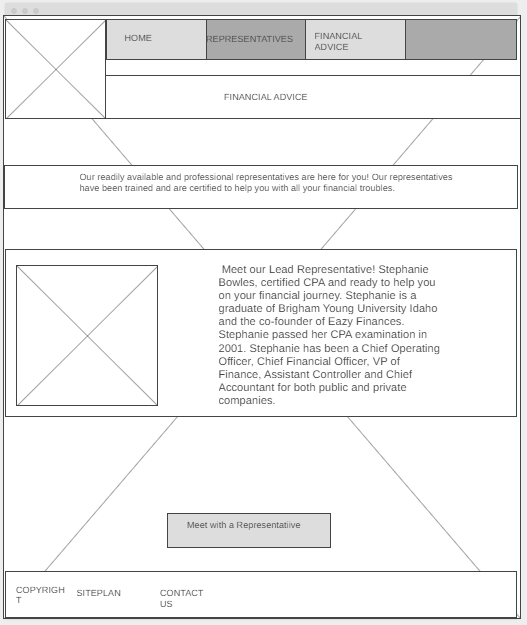 HOME
REPRESENTATIVES
FINANCIAL
ADVICE
FINANCIAL ADVICE
Our readily available and professional representatives are here for you! Our representatives
have been trained and are certified to help you with all your financial troubles.
Meet our Lead Representative! Stephanie
Bowles, certified CPA and ready to help you
on your financial journey. Stephanie is a
graduate of Brigham Young University Idaho
and the co-founder of Eazy Finances.
Stephanie passed her CPA examination in
2001. Stephanie has been a Chief Operating
Officer, Chief Financial Officer, VP of
Finance, Assistant Controller and Chief
Accountant for both public and private
companies.
Meet with a Representatiive
COPYRIGH
T
SITEPLAN
CONTACT
US